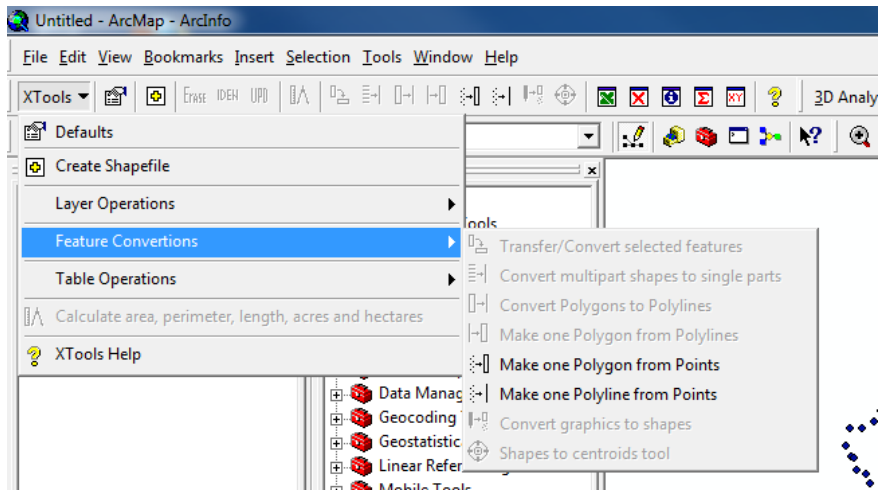 Untitled - ArcMap - ArcInfo
File Edit View Bookmarks Insert Selection Tools Window Help
XTools ERASE IDEN UPD XY 3D Analy
Defaults
Create Shapefile
Layer Operations
ools
Feature Convertions
Transfer/Convert selected features
Convert multipart shapes to single parts
Table Operations
Convert Polygons to Polylines
Calculate area, perimeter, length, acres and hectares
Make one Polygon from Polylines
XTools Help
Make one Polygon from Points
Data Manag
Make one Polyline from Points
Geocoding
Convert graphics to shapes
Geostatistic
Shapes to centroids tool
Linear Refer
Mobile Tools